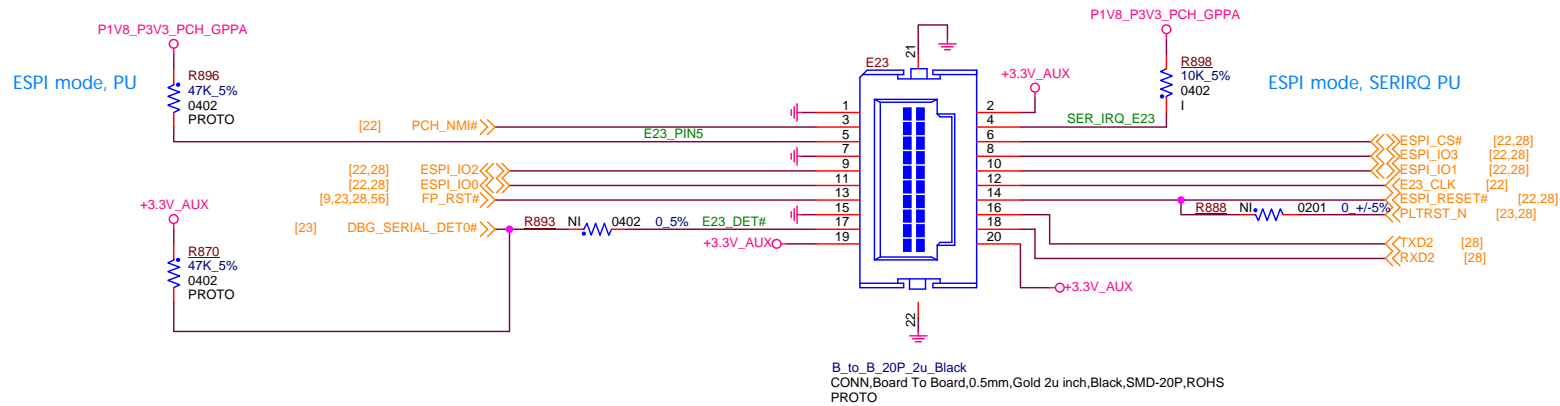 P1V8_P3V3_PCH_GPPA
ESPI mode, PU
R896
47K_5%
0402
PROTO
[22] PCH_NMI#
E23_PIN5
[22,28] ESPI_IO2
[22,28] ESPI_IO0
[9,23,28,56] FP_RST#
+3.3V_AUX
[23] DBG_SERIAL_DET0#
R893 NI 0402 0_5% E23_DET#
+3.3V_AUX
R870
47K_5%
0402
PROTO
E23
21
1
3
5
7
9
11
13
15
17
19
2
4
6
8
10
12
14
16
18
20
22
+3.3V_AUX
P1V8_P3V3_PCH_GPPA
R898
10K_5%
0402
I
ESPI mode, SERIRQ PU
SER_IRQ_E23
ESPI_CS# [22,28]
ESPI_IO3 [22,28]
ESPI_IO1 [22,28]
E23_CLK [22]
ESPI_RESET# [22,28]
R888 NI 0201 0_+/-5% PLTRST_N [23,28]
TXD2 [28]
RXD2 [28]
+3.3V_AUX
B_to_B_20P_2u_Black
CONN,Board To Board,0.5mm,Gold 2u inch,Black,SMD-20P,ROHS
PROTO